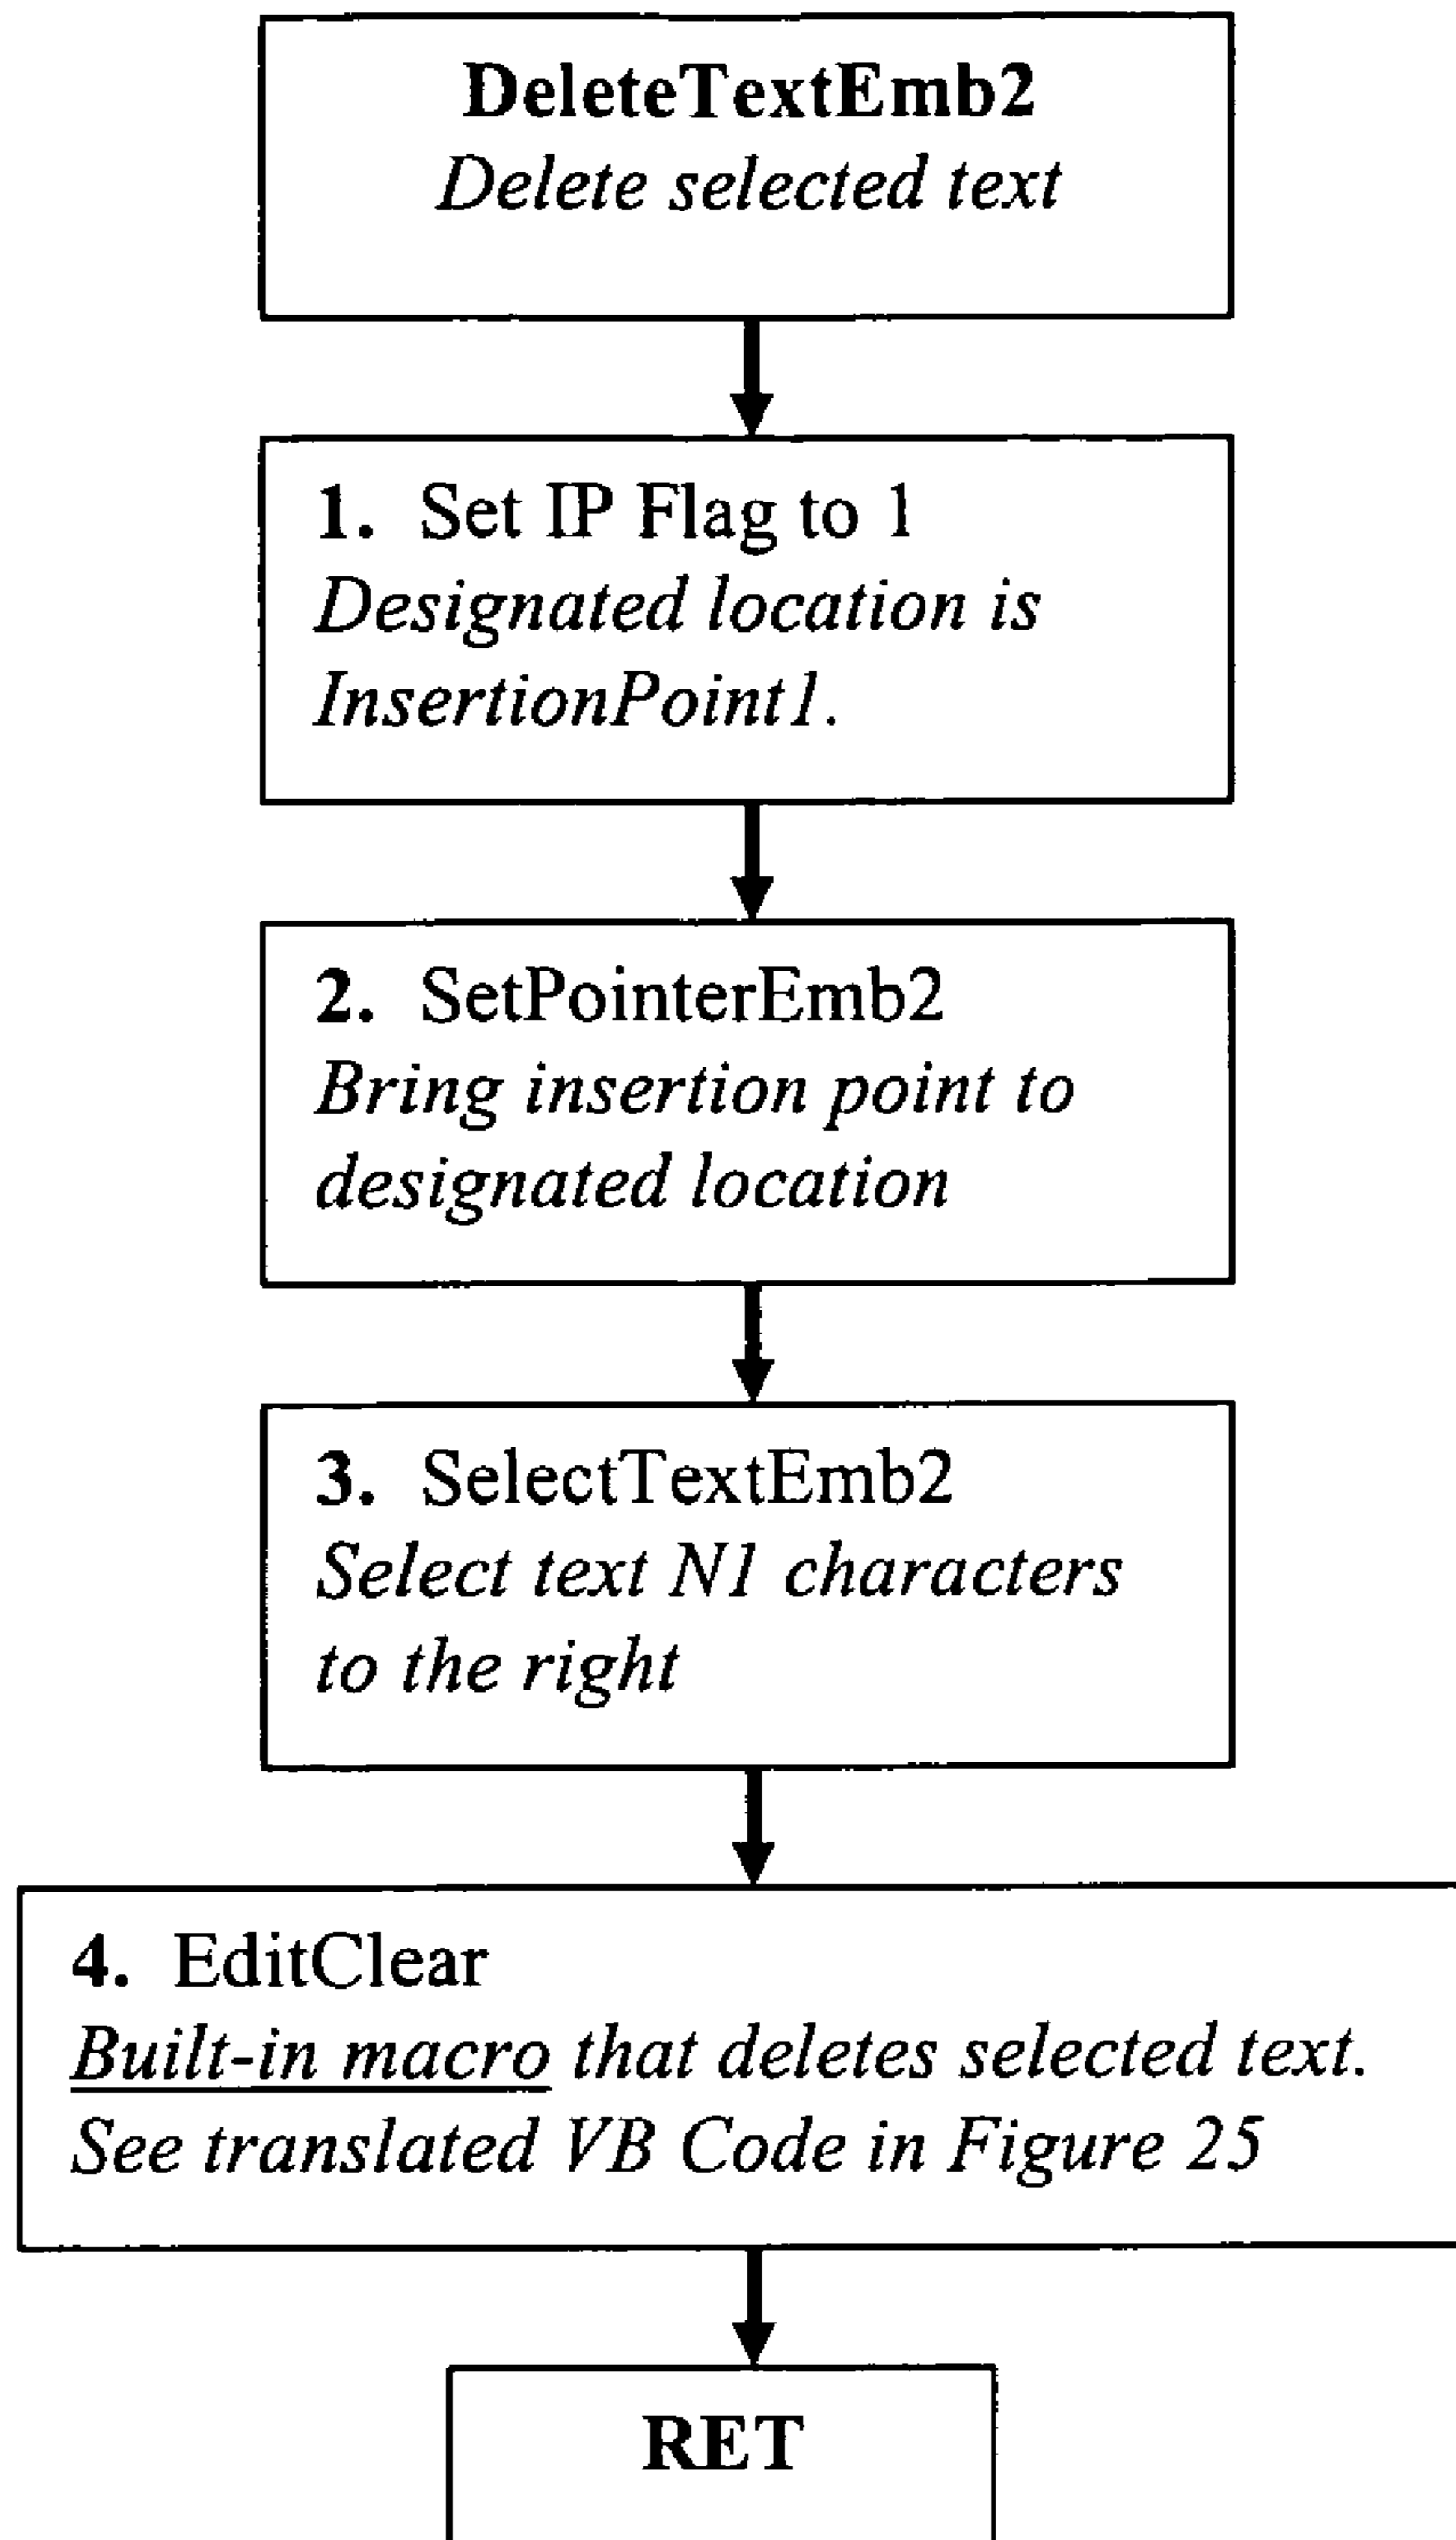 DeleteTextEmb2
Delete selected text
1. Set IP Flag to 1
Designated location is
InsertionPoint1.
2. SetPointerEmb2
Bring insertion point to
designated location
3. SelectTextEmb2
Select text N1 characters
to the right
4. EditClear
Built-in macro that deletes selected text.
See translated VB Code in Figure 25
RET